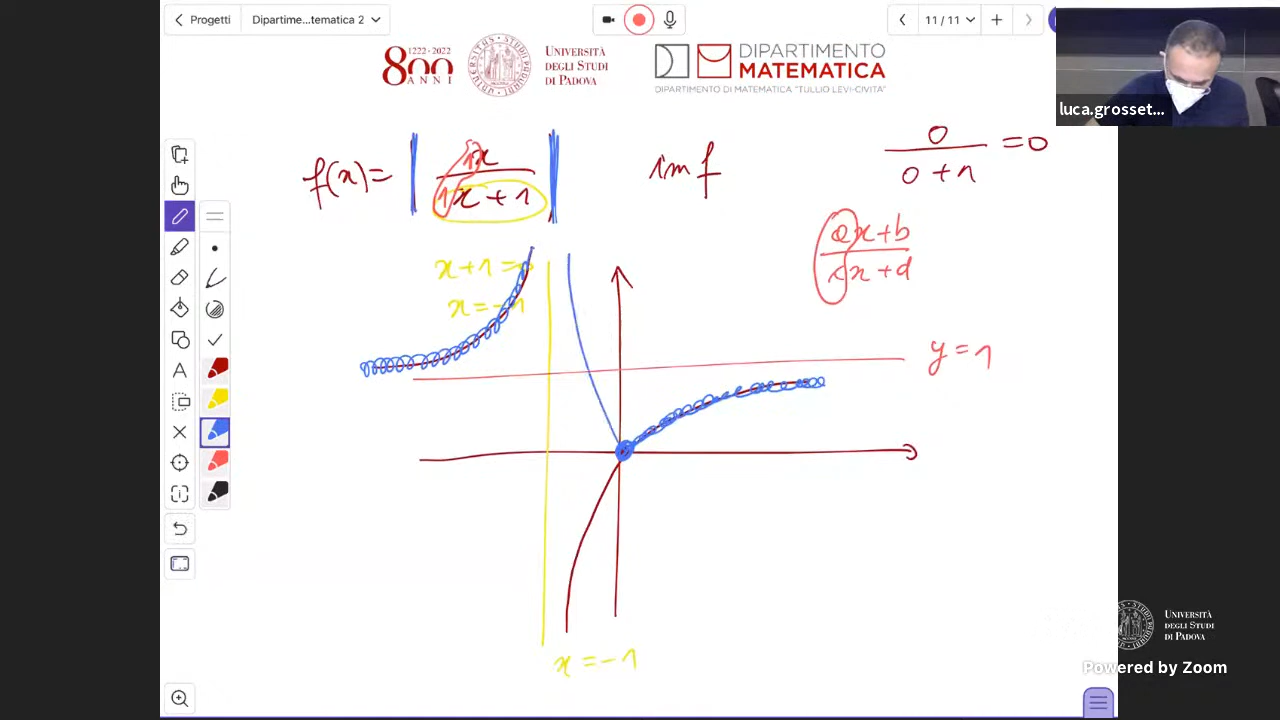 Progetti
Dipartime...tematica 2
11 / 11
800
1222-2022
ANNI
UNIVERSITÀ
DEGLI STUDI
DI PADOVA
DIPARTIMENTO
MATEMATICA
DIPARTIMENTO DI MATEMATICA "TULLIO LEVI-CIVITA"
luca.grosset...
f(x) = | 1x / 1x + 1 |
im f
0 / 0 + 1 = 0
ax + b / cx + d
x + 1 = 0
x = -1
y = 1
x = -1
A
UNIVERSITÀ
DEGLI STUDI
DI PADOVA
Powered by Zoom